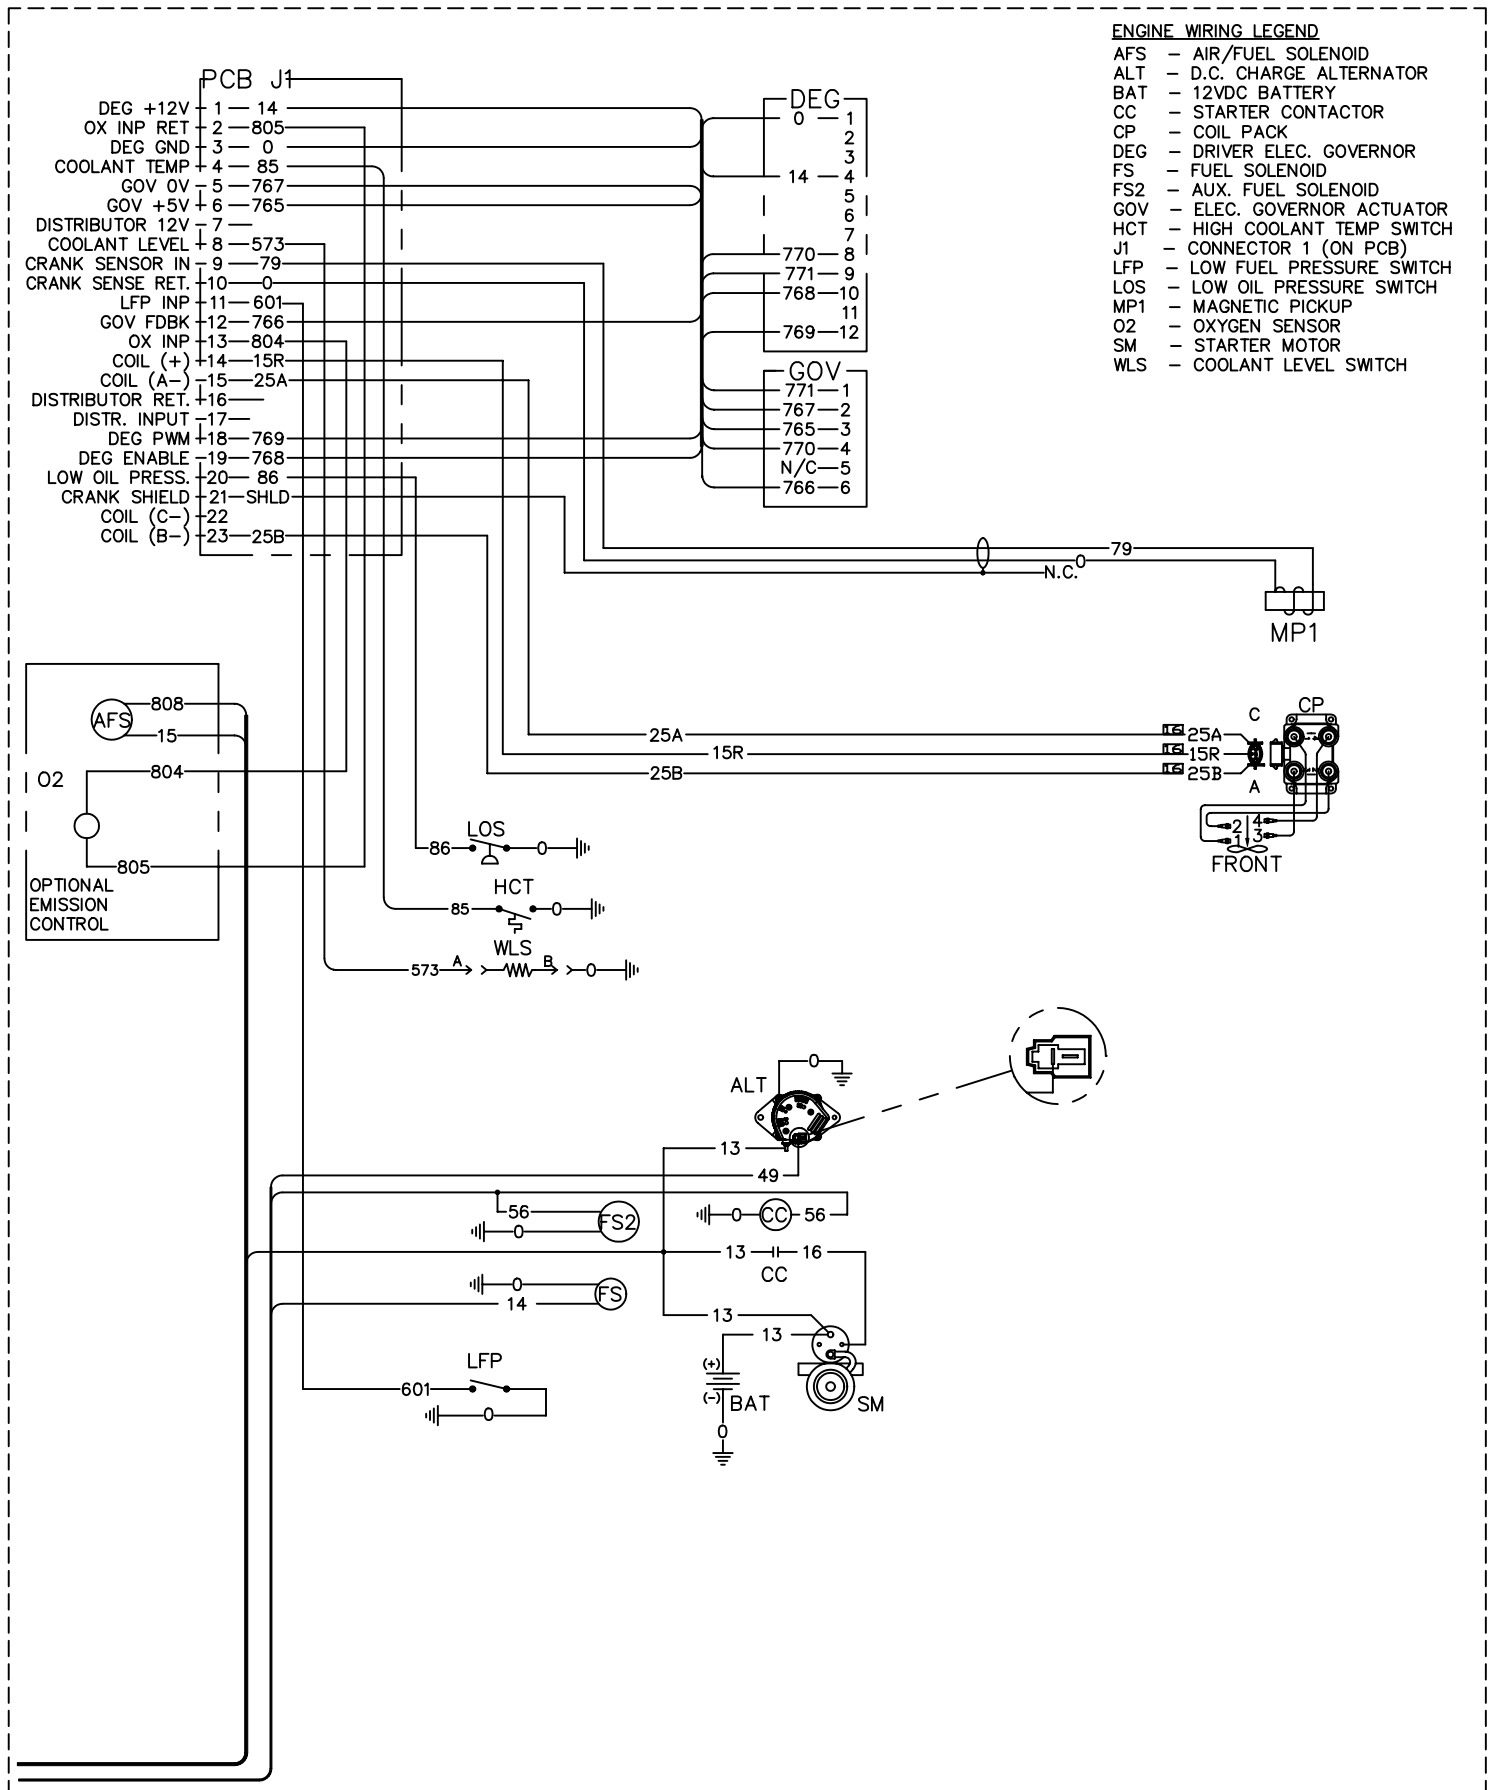 ENGINE WIRING LEGEND
AFS – AIR/FUEL SOLENOID
ALT – D.C. CHARGE ALTERNATOR
BAT – 12VDC BATTERY
CC – STARTER CONTACTOR
CP – COIL PACK
DEG – DRIVER ELEC. GOVERNOR
FS – FUEL SOLENOID
FS2 – AUX. FUEL SOLENOID
GOV – ELEC. GOVERNOR ACTUATOR
HCT – HIGH COOLANT TEMP SWITCH
J1 – CONNECTOR 1 (ON PCB)
LFP – LOW FUEL PRESSURE SWITCH
LOS – LOW OIL PRESSURE SWITCH
MP1 – MAGNETIC PICKUP
O2 – OXYGEN SENSOR
SM – STARTER MOTOR
WLS – COOLANT LEVEL SWITCH
PCB J1
DEG +12V 1 14
OX INP RET 2 805
DEG GND 3 0
COOLANT TEMP 4 85
GOV 0V 5 767
GOV +5V 6 765
DISTRIBUTOR 12V 7
COOLANT LEVEL 8 573
CRANK SENSOR IN 9 79
CRANK SENSE RET. 10 0
LFP INP 11 601
GOV FDBK 12 766
OX INP 13 804
COIL (+) 14 15R
COIL (A-) 15 25A
DISTRIBUTOR RET. 16
DISTR. INPUT 17
DEG PWM 18 769
DEG ENABLE 19 768
LOW OIL PRESS. 20 86
CRANK SHIELD 21 SHLD
COIL (C-) 22
COIL (B-) 23 25B
DEG
0 1
2
3
14 4
5
6
7
770 8
771 9
768 10
11
769 12
GOV
771 1
767 2
765 3
770 4
N/C 5
766 6
79
0
N.C.
MP1
AFS
808
15
O2
804
805
OPTIONAL
EMISSION
CONTROL
25A
15R
25B
16 25A
16 15R
16 25B
C
A
CP
2 4
1 3
FRONT
LOS
86 0
HCT
85 0
WLS
573 A B 0
ALT
0
13
49
56
FS2
0
0 CC 56
13 16
CC
0
FS
14
13
13
LFP
601
0
(+)
(-)
BAT
0
SM